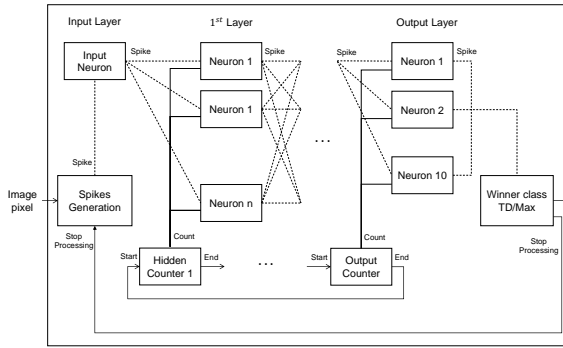 Input Layer
1st Layer
Output Layer
Input
Neuron
Spike
Neuron 1
Spike
Neuron 1
Spike
Neuron 1
Neuron 2
...
Spike
Image
pixel
Spikes
Generation
Neuron n
Neuron 10
Winner class
TD/Max
Stop
Processing
Count
Count
Stop
Processing
Start
Hidden
Counter 1
End
...
Start
Output
Counter
End